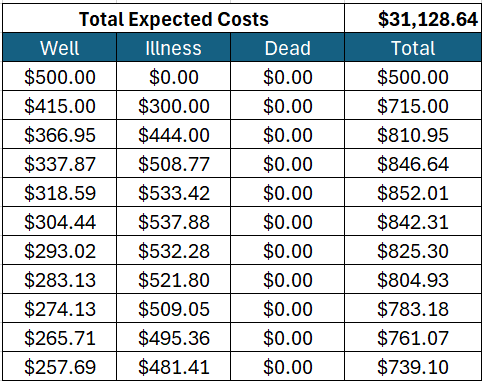 Total Expected Costs $31,128.64
Well Illness Dead Total
$500.00 $0.00 $0.00 $500.00
$415.00 $300.00 $0.00 $715.00
$366.95 $444.00 $0.00 $810.95
$337.87 $508.77 $0.00 $846.64
$318.59 $533.42 $0.00 $852.01
$304.44 $537.88 $0.00 $842.31
$293.02 $532.28 $0.00 $825.30
$283.13 $521.80 $0.00 $804.93
$274.13 $509.05 $0.00 $783.18
$265.71 $495.36 $0.00 $761.07
$257.69 $481.41 $0.00 $739.10